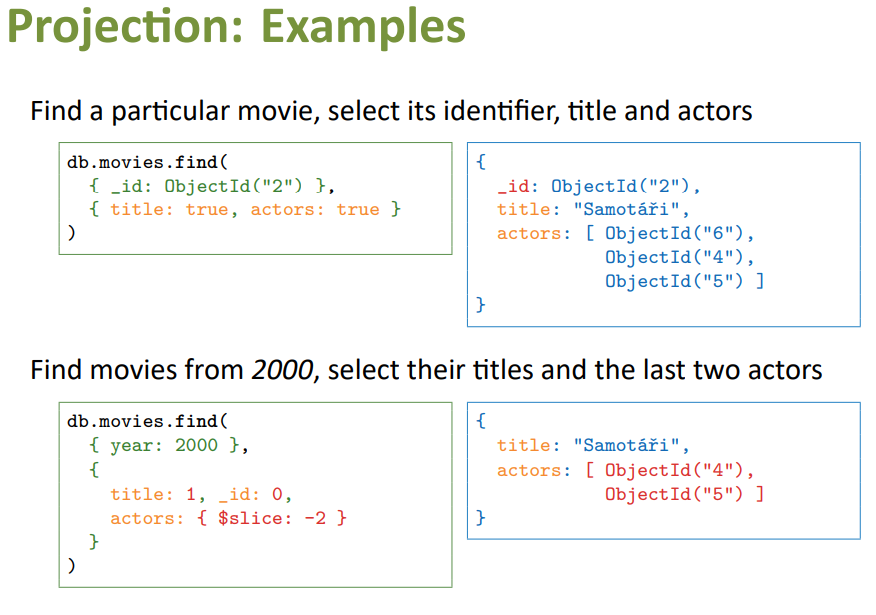 Projection: Examples
Find a particular movie, select its identifier, title and actors
db.movies.find(
{ _id: ObjectId("2") },
{ title: true, actors: true }
)
{
_id: ObjectId("2"),
title: "Samotáři",
actors: [ ObjectId("6"),
ObjectId("4"),
ObjectId("5") ]
}
Find movies from 2000, select their titles and the last two actors
db.movies.find(
{ year: 2000 },
{
title: 1, _id: 0,
actors: { $slice: -2 }
}
)
{
title: "Samotáři",
actors: [ ObjectId("4"),
ObjectId("5") ]
}